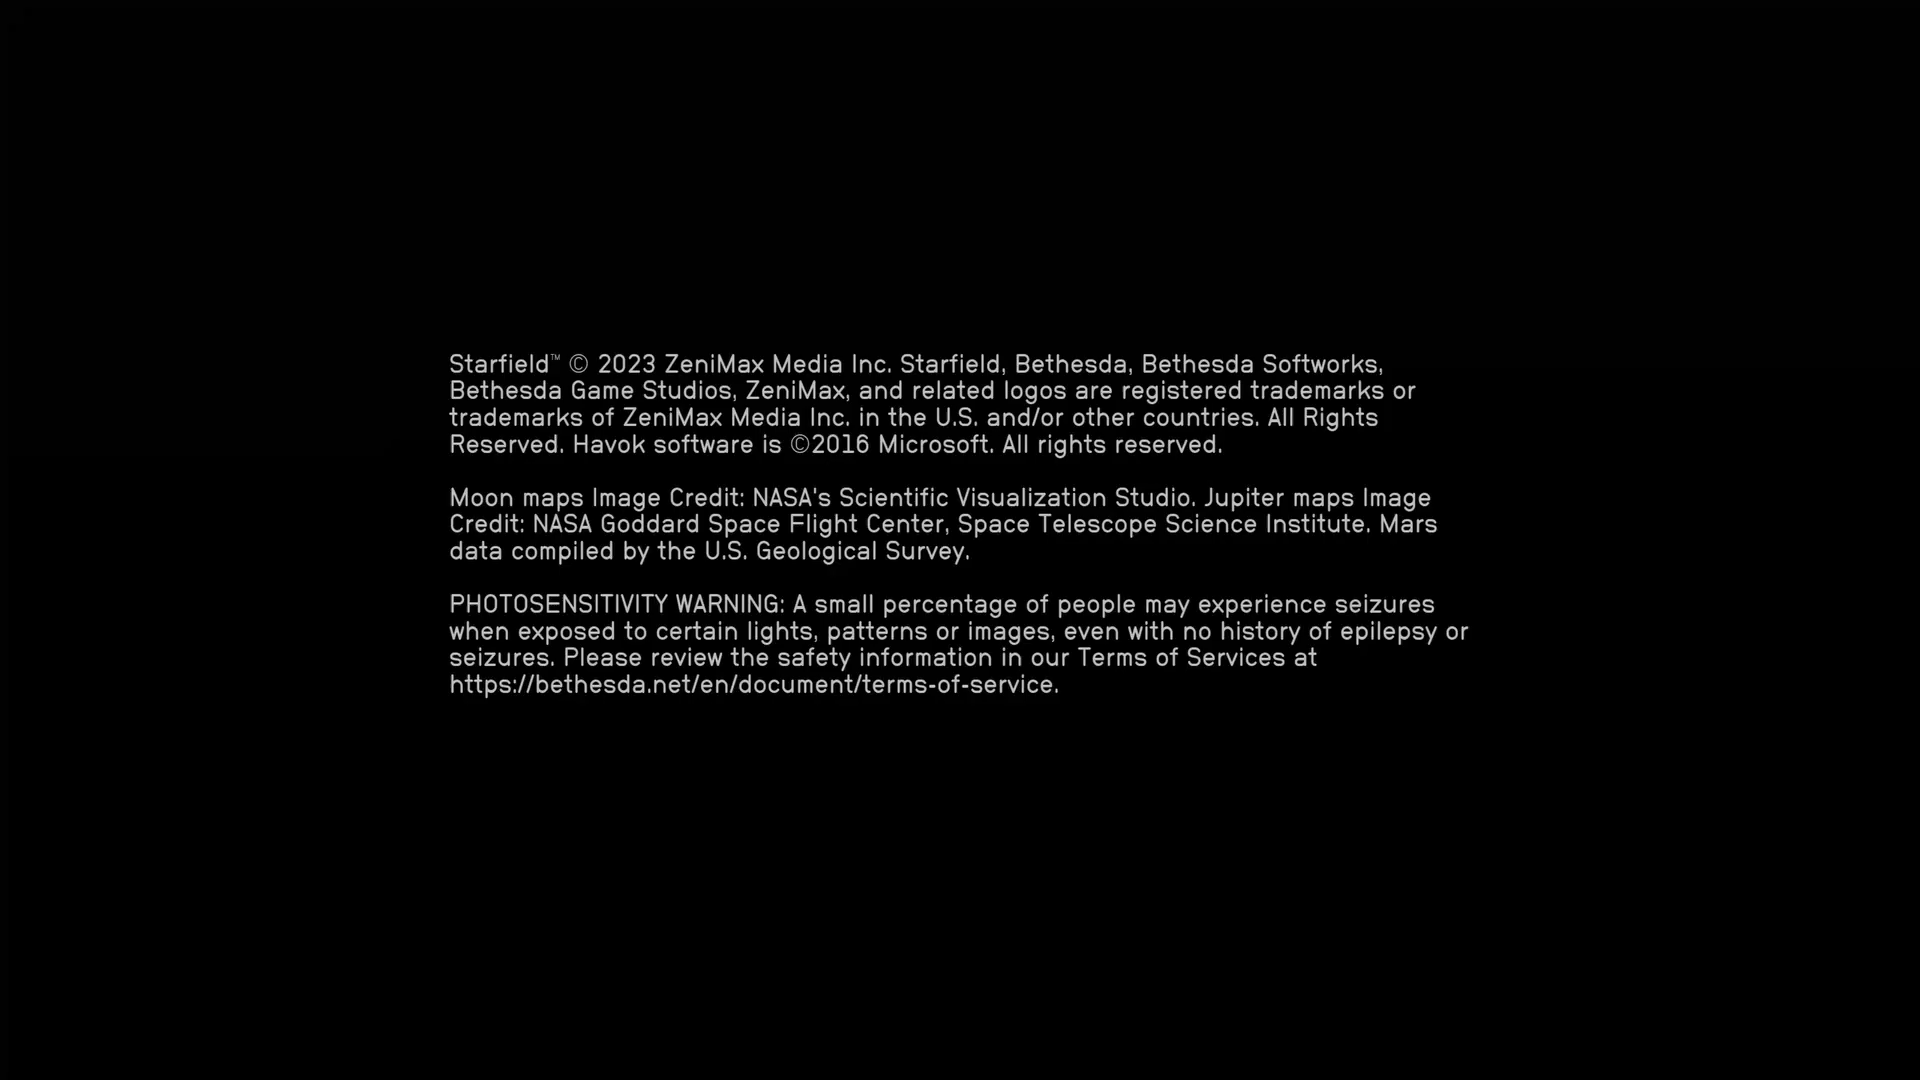 Starfield™ © 2023 ZeniMax Media Inc. Starfield, Bethesda, Bethesda Softworks,
Bethesda Game Studios, ZeniMax, and related logos are registered trademarks or
trademarks of ZeniMax Media Inc. in the U.S. and/or other countries. All Rights
Reserved. Havok software is ©2016 Microsoft. All rights reserved.
Moon maps Image Credit: NASA's Scientific Visualization Studio. Jupiter maps Image
Credit: NASA Goddard Space Flight Center, Space Telescope Science Institute. Mars
data compiled by the U.S. Geological Survey.
PHOTOSENSITIVITY WARNING: A small percentage of people may experience seizures
when exposed to certain lights, patterns or images, even with no history of epilepsy or
seizures. Please review the safety information in our Terms of Services at
https://bethesda.net/en/document/terms-of-service.